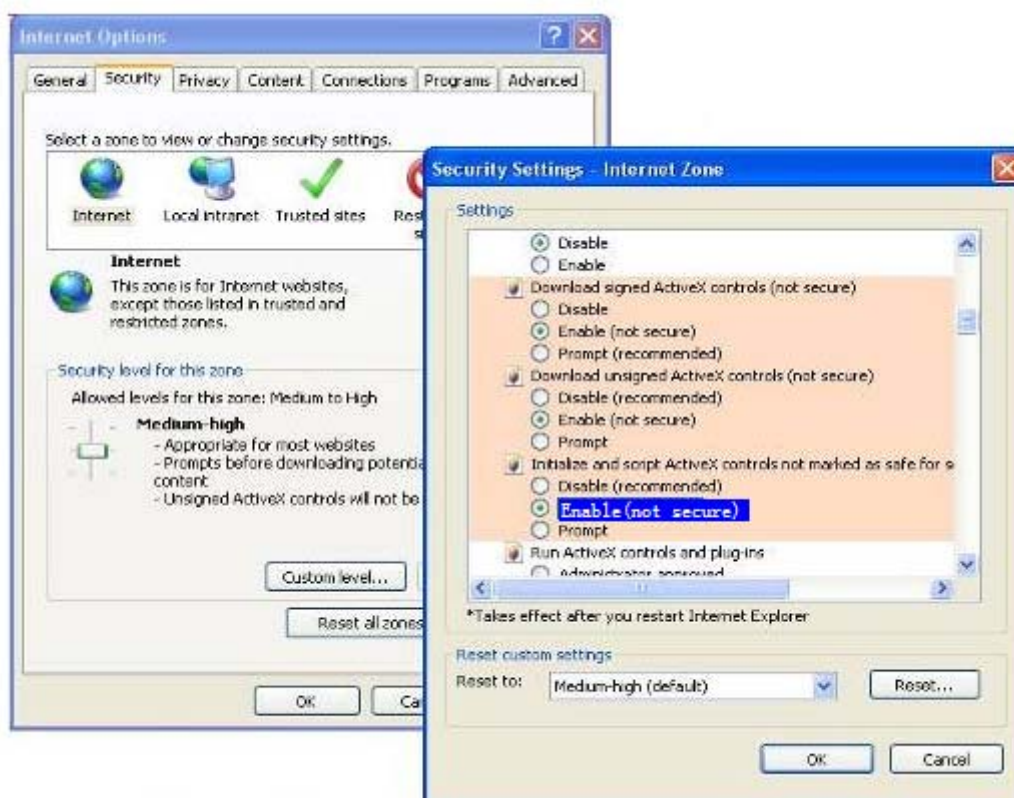 Internet Options
General Security Privacy Content Connections Programs Advanced
Select a zone to view or change security settings.
Internet Local intranet Trusted sites
Internet
This zone is for Internet websites,
except those listed in trusted and
restricted zones.
Security level for this zone
Allowed levels for this zone: Medium to High
Medium-high
- Appropriate for most websites
- Prompts before downloading
content
- Unsigned ActiveX controls will not be
Custom level...
Reset all zones
OK
Security Settings - Internet Zone
Settings
Disable
Enable
Download signed ActiveX controls (not secure)
Disable
Enable (not secure)
Prompt (recommended)
Download unsigned ActiveX controls (not secure)
Disable (recommended)
Enable (not secure)
Prompt
Initialize and script ActiveX controls not marked as safe for s
Disable (recommended)
Enable(not secure)
Prompt
Run ActiveX controls and plug-ins
Administrator approved
*Takes effect after you restart Internet Explorer
Reset custom settings
Reset to: Medium-high (default) Reset...
OK Cancel